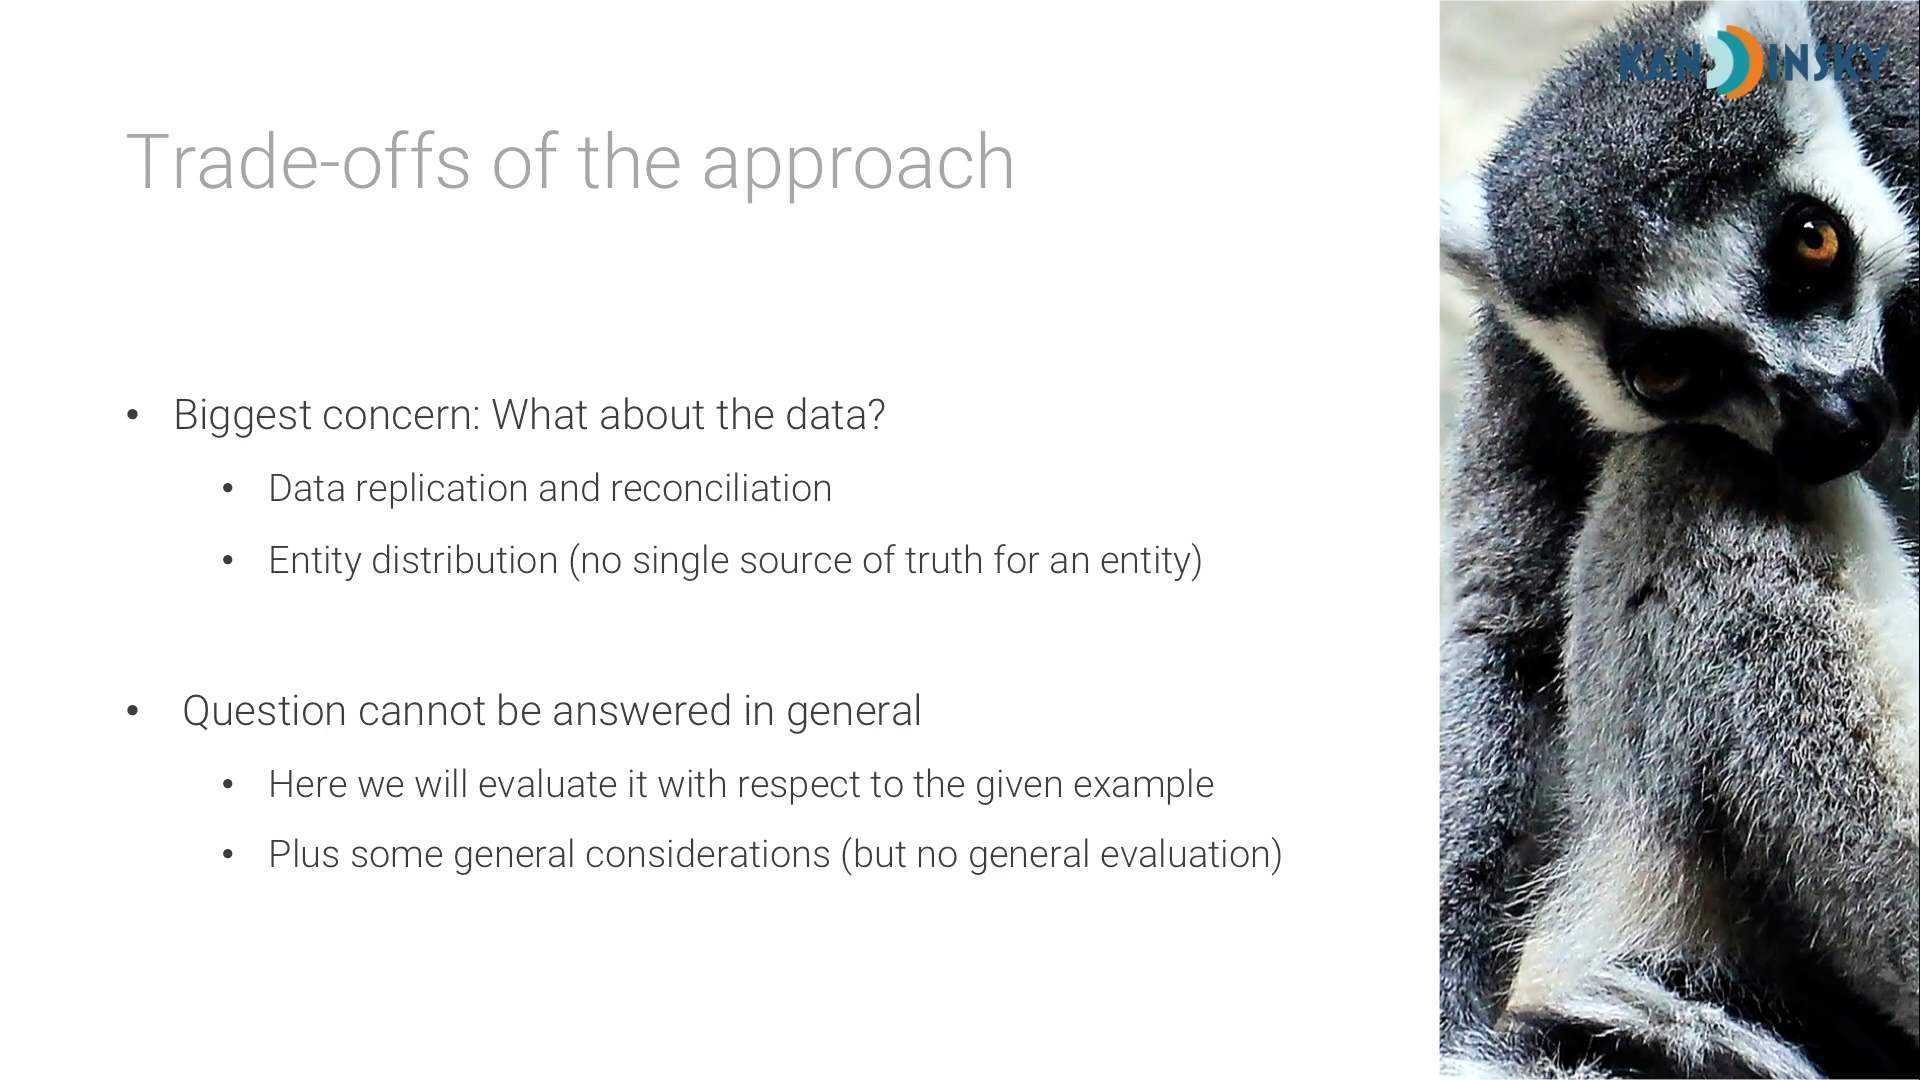 KANDINSKY
Trade-offs of the approach
• Biggest concern: What about the data?
• Data replication and reconciliation
• Entity distribution (no single source of truth for an entity)
• Question cannot be answered in general
• Here we will evaluate it with respect to the given example
• Plus some general considerations (but no general evaluation)